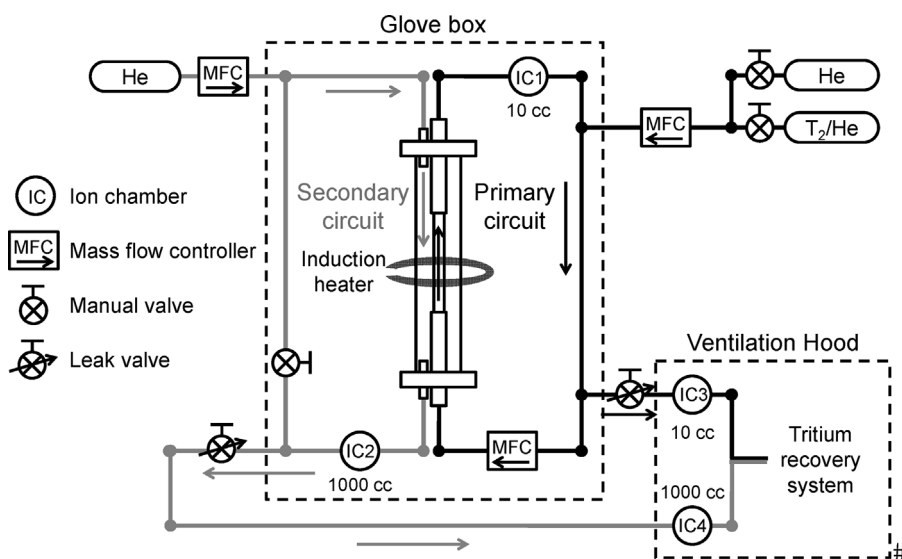 Glove box
He
MFC
IC1
10 cc
MFC
He
T2/He
IC
Ion chamber
MFC
Mass flow controller
Manual valve
Leak valve
Secondary
circuit
Primary
circuit
Induction
heater
Ventilation Hood
IC3
10 cc
Tritium
recovery
system
IC2
1000 cc
MFC
1000 cc
IC4
#